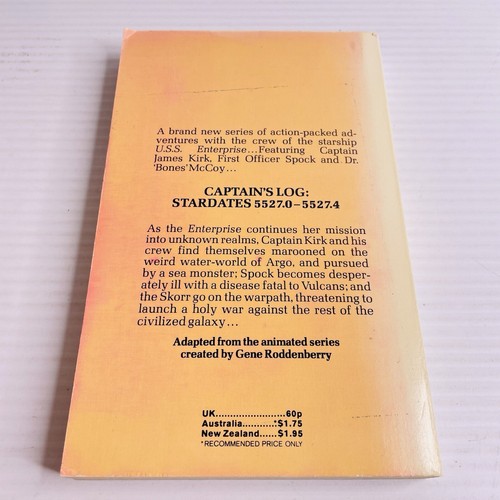 A brand new series of action-packed ad-
ventures with the crew of the starship
U.S.S. Enterprise...Featuring Captain
James Kirk, First Officer Spock and Dr.
'Bones' McCoy...
CAPTAIN'S LOG:
STARDATES 5527.0–5527.4
As the Enterprise continues her mission
into unknown realms, Captain Kirk and his
crew find themselves marooned on the
weird water-world of Argo, and pursued
by a sea monster; Spock becomes desper-
ately ill with a disease fatal to Vulcans; and
the Skorr go on the warpath, threatening to
launch a holy war against the rest of the
civilized galaxy...
Adapted from the animated series
created by Gene Roddenberry
UK........................60p
Australia...........*$1.75
New Zealand......$1.95
*RECOMMENDED PRICE ONLY